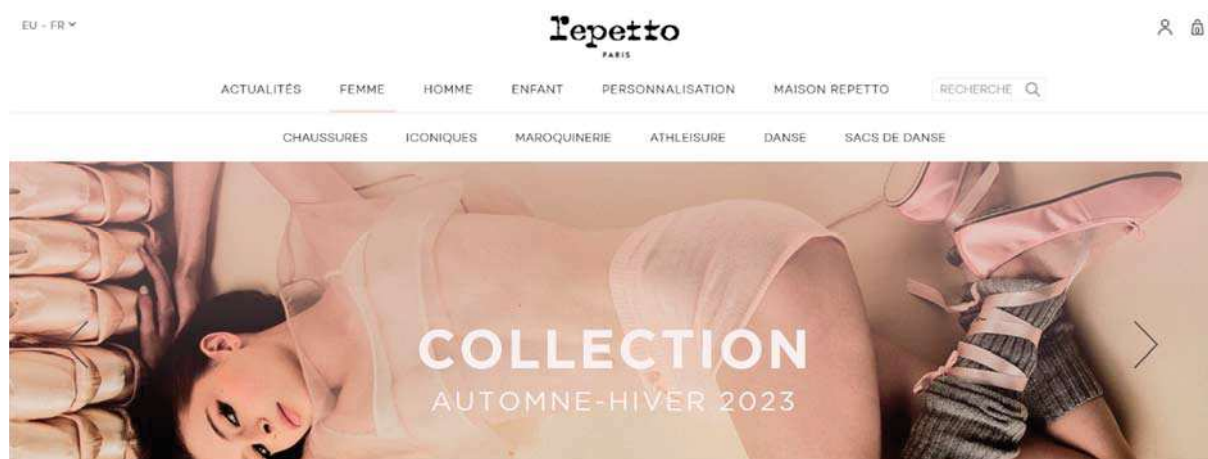 EU - FR
repetto
PARIS
ACTUALITÉS FEMME HOMME ENFANT PERSONNALISATION MAISON REPETTO RECHERCHE
CHAUSSURES ICONIQUES MAROQUINERIE ATHLEISURE DANSE SACS DE DANSE
COLLECTION
AUTOMNE-HIVER 2023